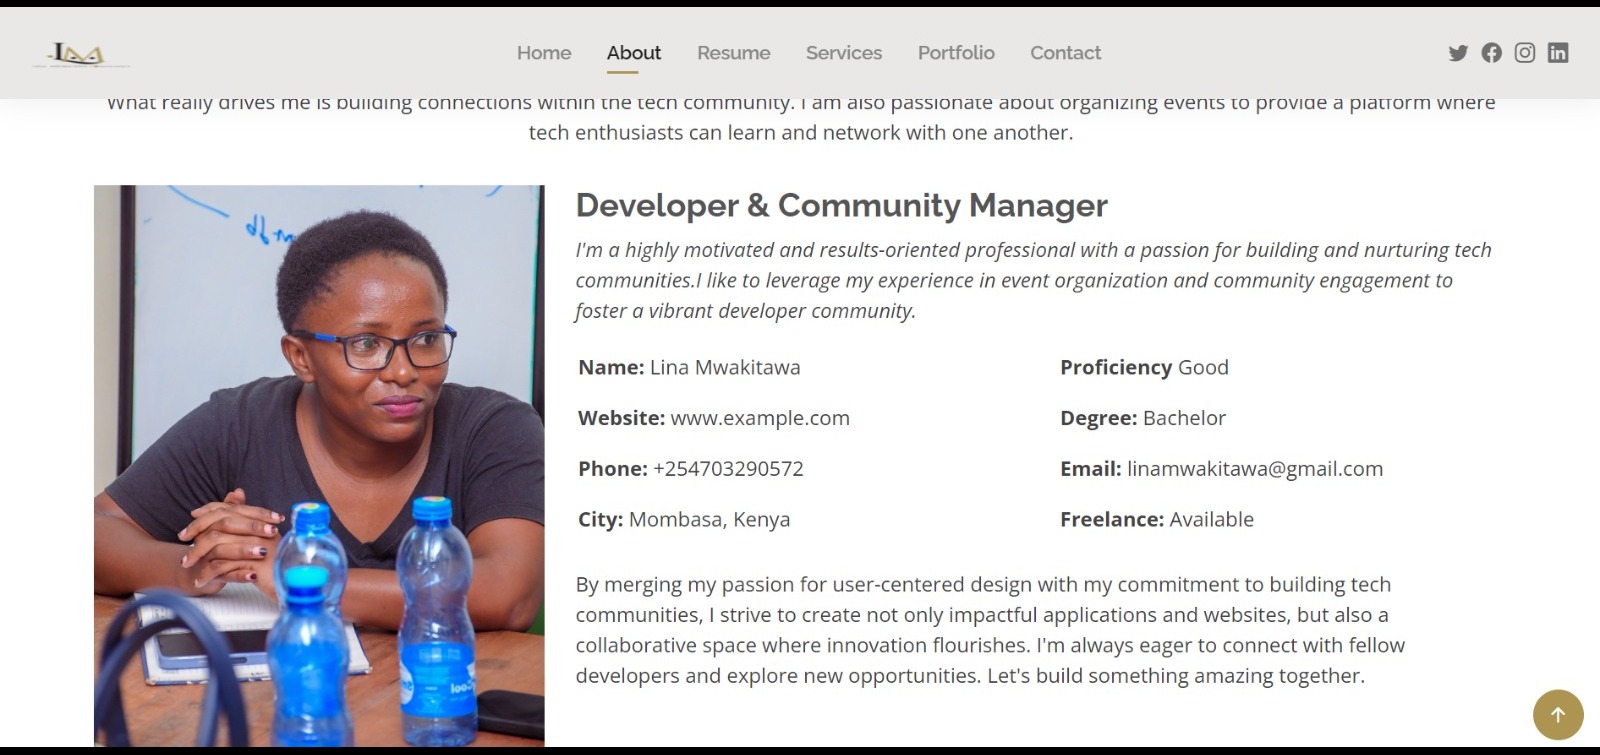 Home About Resume Services Portfolio Contact
What really drives me is building connections within the tech community. I am also passionate about organizing events to provide a platform where
tech enthusiasts can learn and network with one another.
Developer & Community Manager
I'm a highly motivated and results-oriented professional with a passion for building and nurturing tech
communities.I like to leverage my experience in event organization and community engagement to
foster a vibrant developer community.
Name: Lina Mwakitawa
Proficiency Good
Website: www.example.com
Degree: Bachelor
Phone: +254703290572
Email: linamwakitawa@gmail.com
City: Mombasa, Kenya
Freelance: Available
By merging my passion for user-centered design with my commitment to building tech
communities, I strive to create not only impactful applications and websites, but also a
collaborative space where innovation flourishes. I'm always eager to connect with fellow
developers and explore new opportunities. Let's build something amazing together.